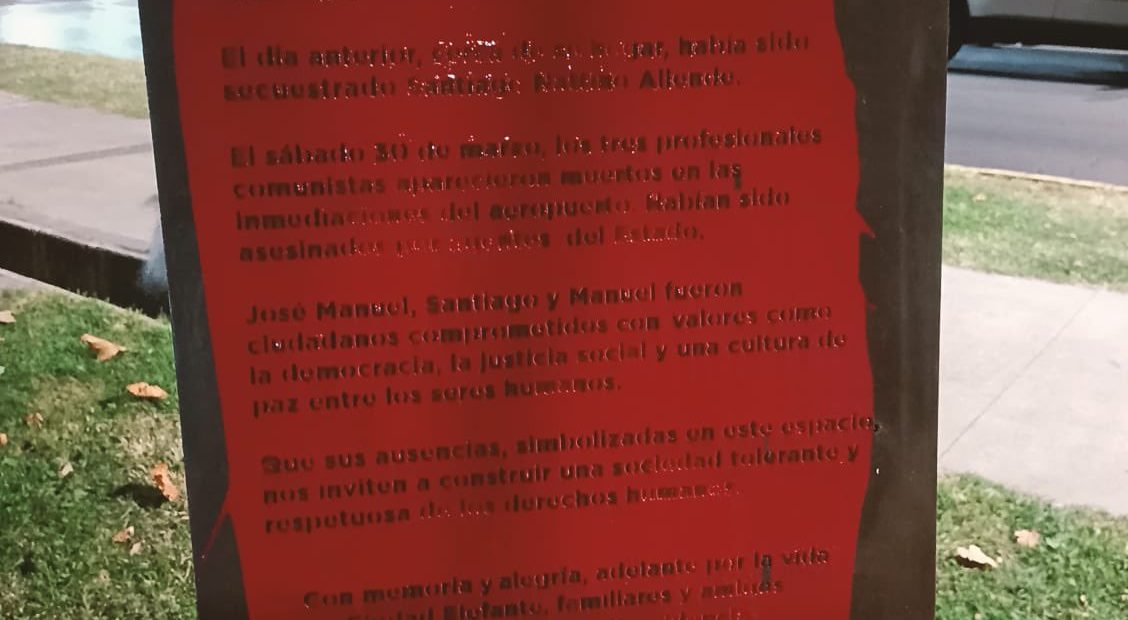 El día anterior, cerca de su hogar, había sido
secuestrado Santiago Nattino Allende.
El sábado 30 de marzo, los tres profesionales
comunistas aparecieron muertos en las
inmediaciones del aeropuerto. Habían sido
asesinados por agentes del Estado.
José Manuel, Santiago y Manuel fueron
ciudadanos comprometidos con valores como
la democracia, la justicia social y una cultura de
paz entre los seres humanos.
Que sus ausencias, simbolizadas en este espacio,
nos inviten a construir una sociedad tolerante y
respetuosa de los derechos humanos.
Con memoria y alegría, adelante por la vida
Elefante, familiares y amigos